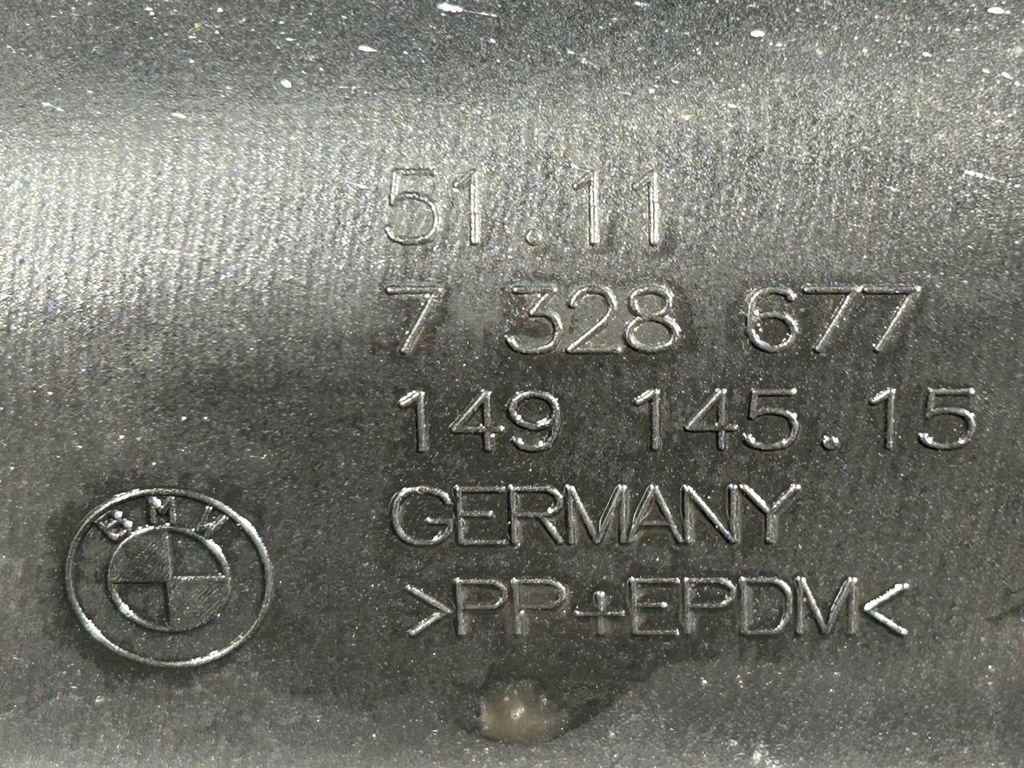 51.11
7 328 677
149 145.15
GERMANY
>PP+EPDM<
BMW